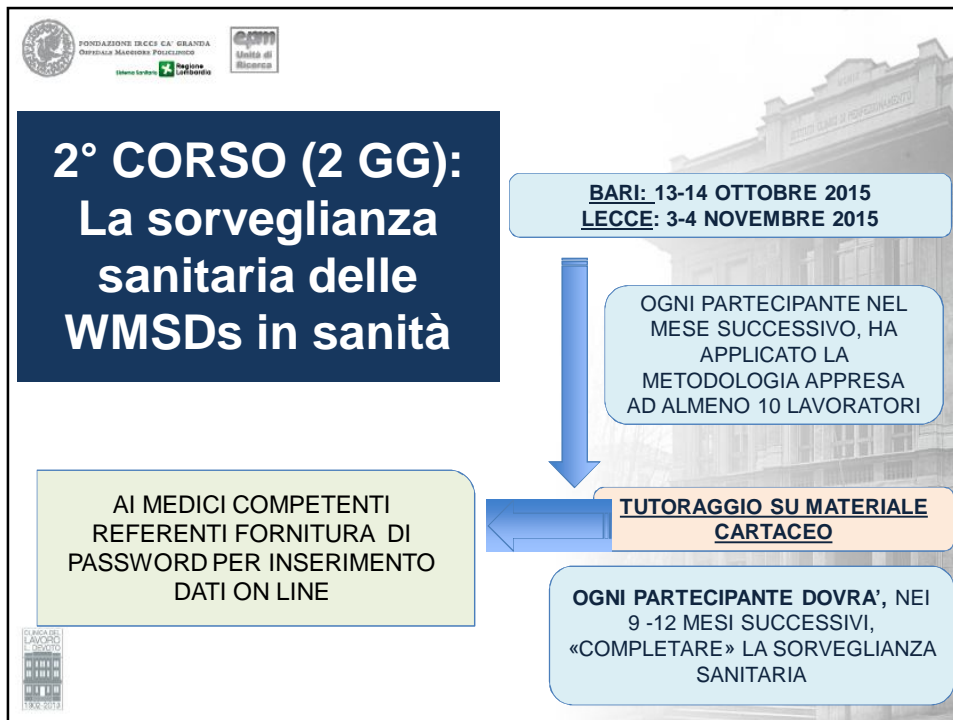 FONDAZIONE IRCCS CA' GRANDA
OSPEDALE MAGGIORE POLICLINICO
Sistema Sanitario Regione
Lombardia
epm
Unità di
Ricerca
ISTITUTI CLINICI DI PERFEZIONAMENTO
2° CORSO (2 GG):
La sorveglianza
sanitaria delle
WMSDs in sanità
BARI: 13-14 OTTOBRE 2015
LECCE: 3-4 NOVEMBRE 2015
OGNI PARTECIPANTE NEL
MESE SUCCESSIVO, HA
APPLICATO LA
METODOLOGIA APPRESA
AD ALMENO 10 LAVORATORI
TUTORAGGIO SU MATERIALE
CARTACEO
AI MEDICI COMPETENTI
REFERENTI FORNITURA DI
PASSWORD PER INSERIMENTO
DATI ON LINE
OGNI PARTECIPANTE DOVRA', NEI
9 -12 MESI SUCCESSIVI,
«COMPLETARE» LA SORVEGLIANZA
SANITARIA
CLINICA DEL
LAVORO
L. DEVOTO
1902-2013